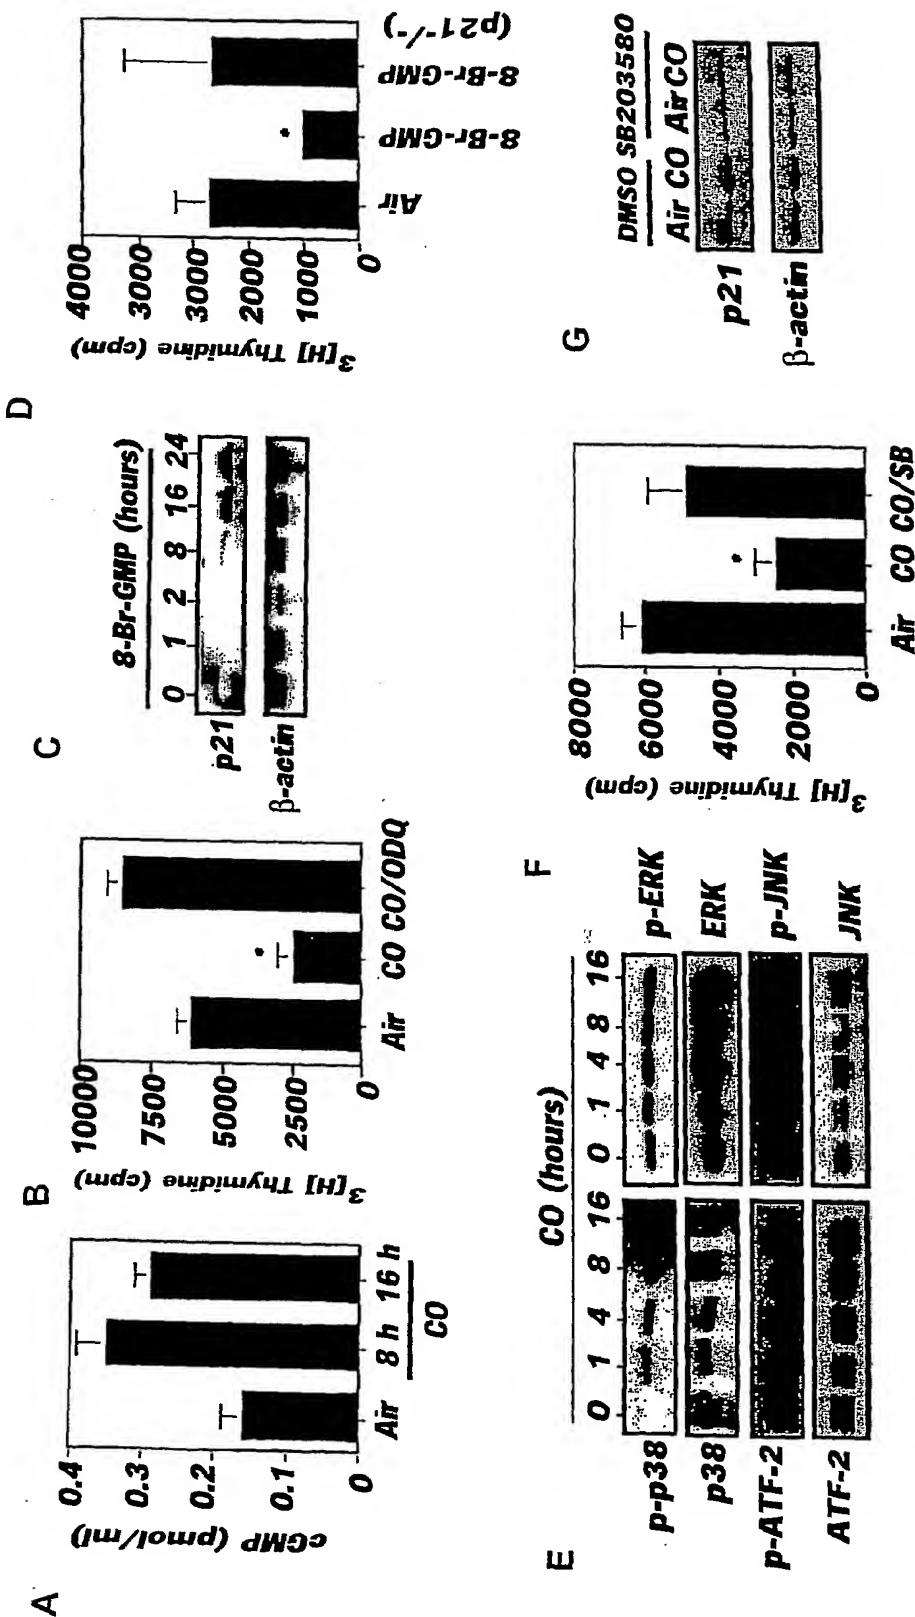 A
cGMP (pmol/ml)
0.4
0.3
0.2
0.1
0
Air 8 h 16 h
CO
B
3[H] Thymidine (cpm)
10000
7500
5000
2500
0
Air CO CO/ODQ
*
C
8-Br-GMP (hours)
0 1 2 8 16 24
p21
β-actin
D
3[H] Thymidine (cpm)
4000
3000
2000
1000
0
Air 8-Br-GMP 8-Br-GMP
(p21-/-)
*
E
CO (hours)
0 1 4 8 16 0 1 4 8 16
p-p38 p-ERK
p38 ERK
p-ATF-2 p-JNK
ATF-2 JNK
F
3[H] Thymidine (cpm)
8000
6000
4000
2000
0
Air CO CO/SB
*
G
DMSO SB203580
Air CO Air CO
p21
β-actin